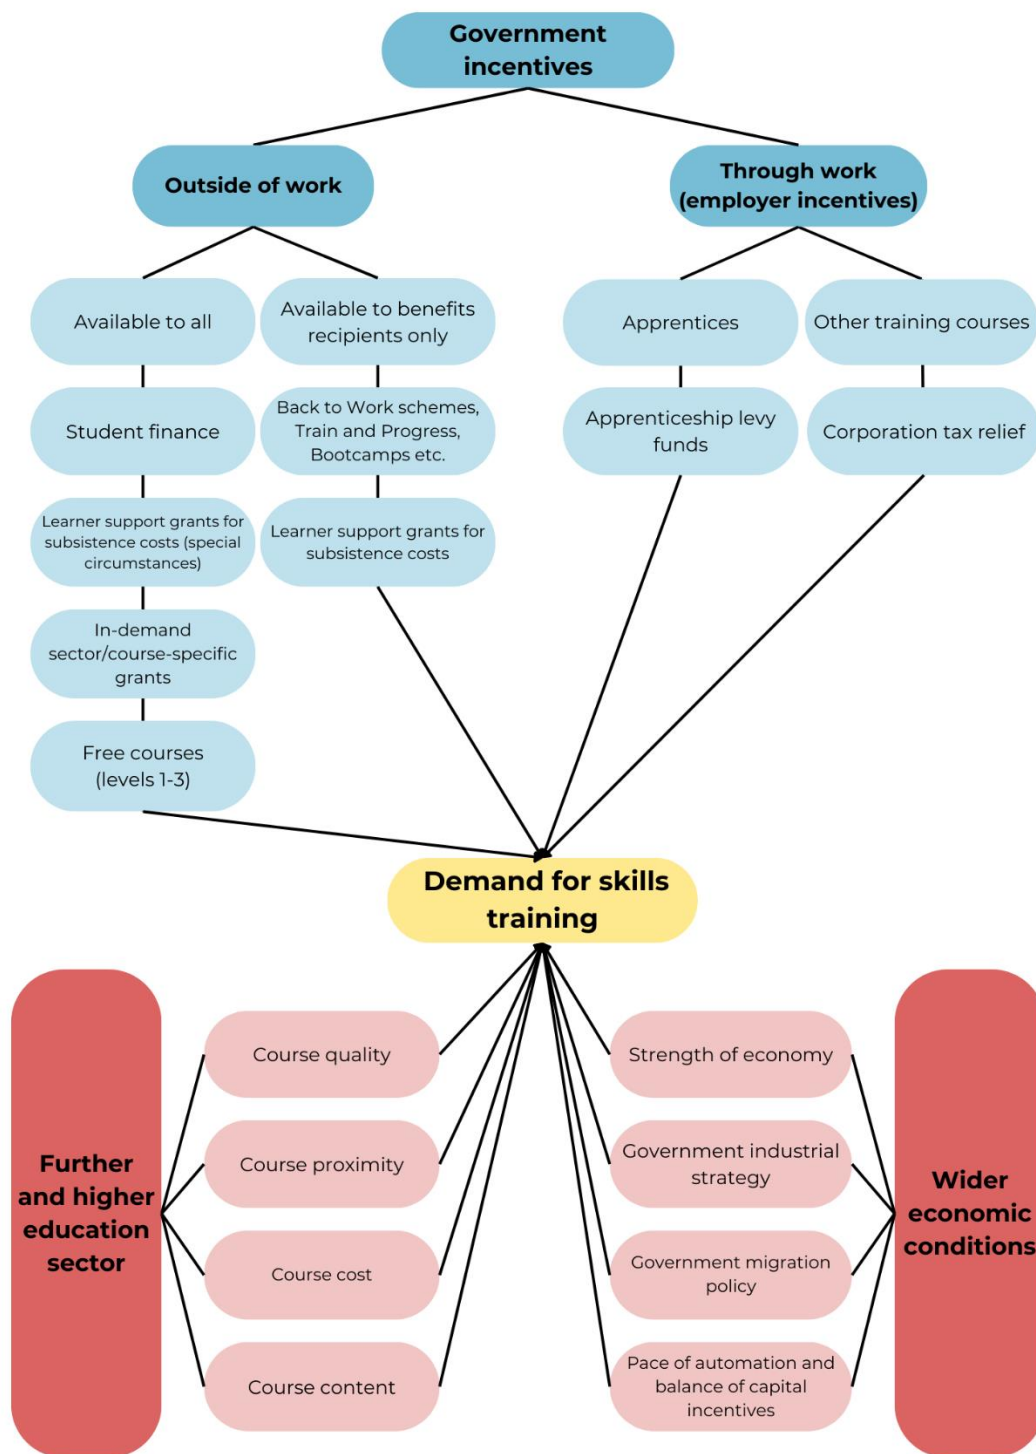 Government
incentives
Outside of work
Through work
(employer incentives)
Available to all
Available to benefits
recipients only
Apprentices
Other training courses
Student finance
Back to Work schemes,
Train and Progress,
Bootcamps etc.
Apprenticeship levy
funds
Corporation tax relief
Learner support grants for
subsistence costs (special
circumstances)
Learner support grants for
subsistence costs
In-demand
sector/course-specific
grants
Free courses
(levels 1-3)
Demand for skills
training
Further
and higher
education
sector
Course quality
Course proximity
Course cost
Course content
Strength of economy
Government industrial
strategy
Government migration
policy
Pace of automation and
balance of capital
incentives
Wider
economic
conditions